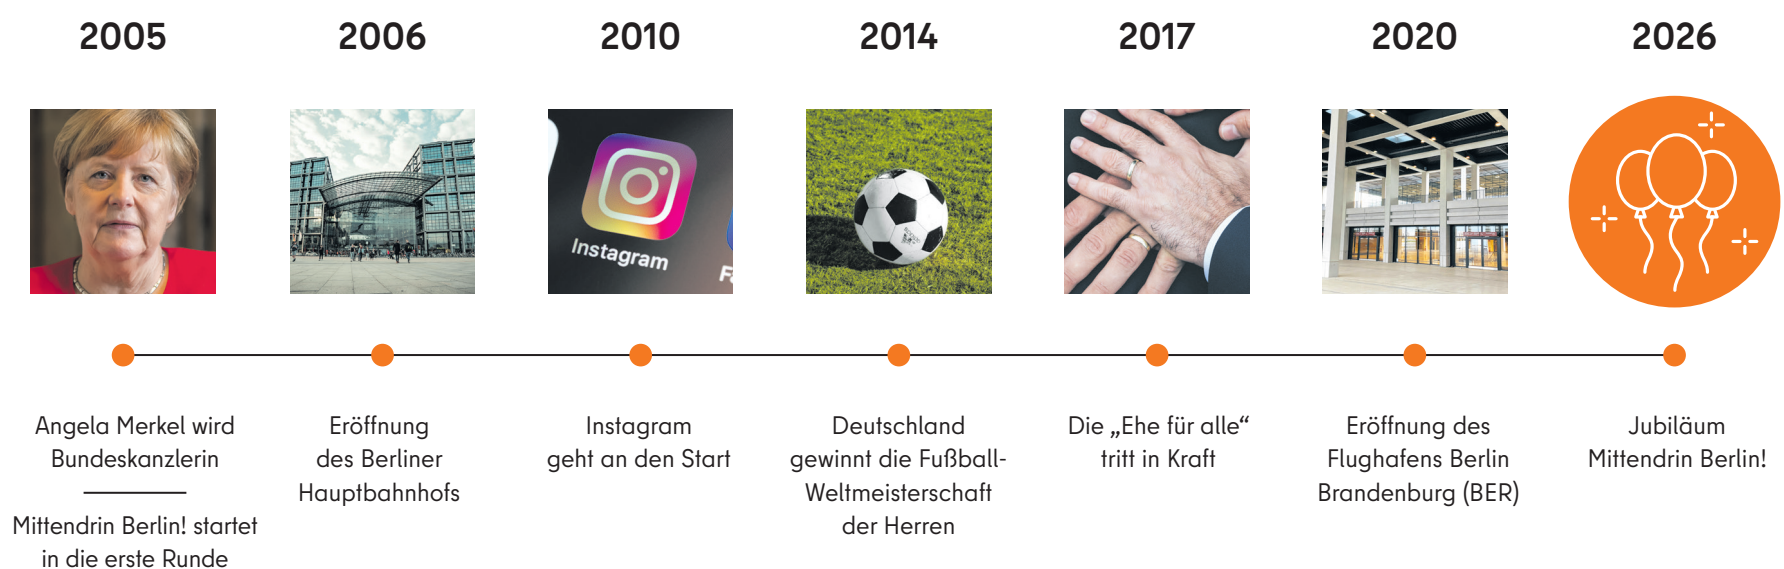 2005
Angela Merkel wird
Bundeskanzlerin
Mittendrin Berlin! startet
in die erste Runde
2006
Eröffnung
des Berliner
Hauptbahnhofs
2010
Instagram
Instagram
geht an den Start
2014
Deutschland
gewinnt die Fußball-
Weltmeisterschaft
der Herren
2017
Die „Ehe für alle“
tritt in Kraft
2020
Eröffnung des
Flughafens Berlin
Brandenburg (BER)
2026
Jubiläum
Mittendrin Berlin!